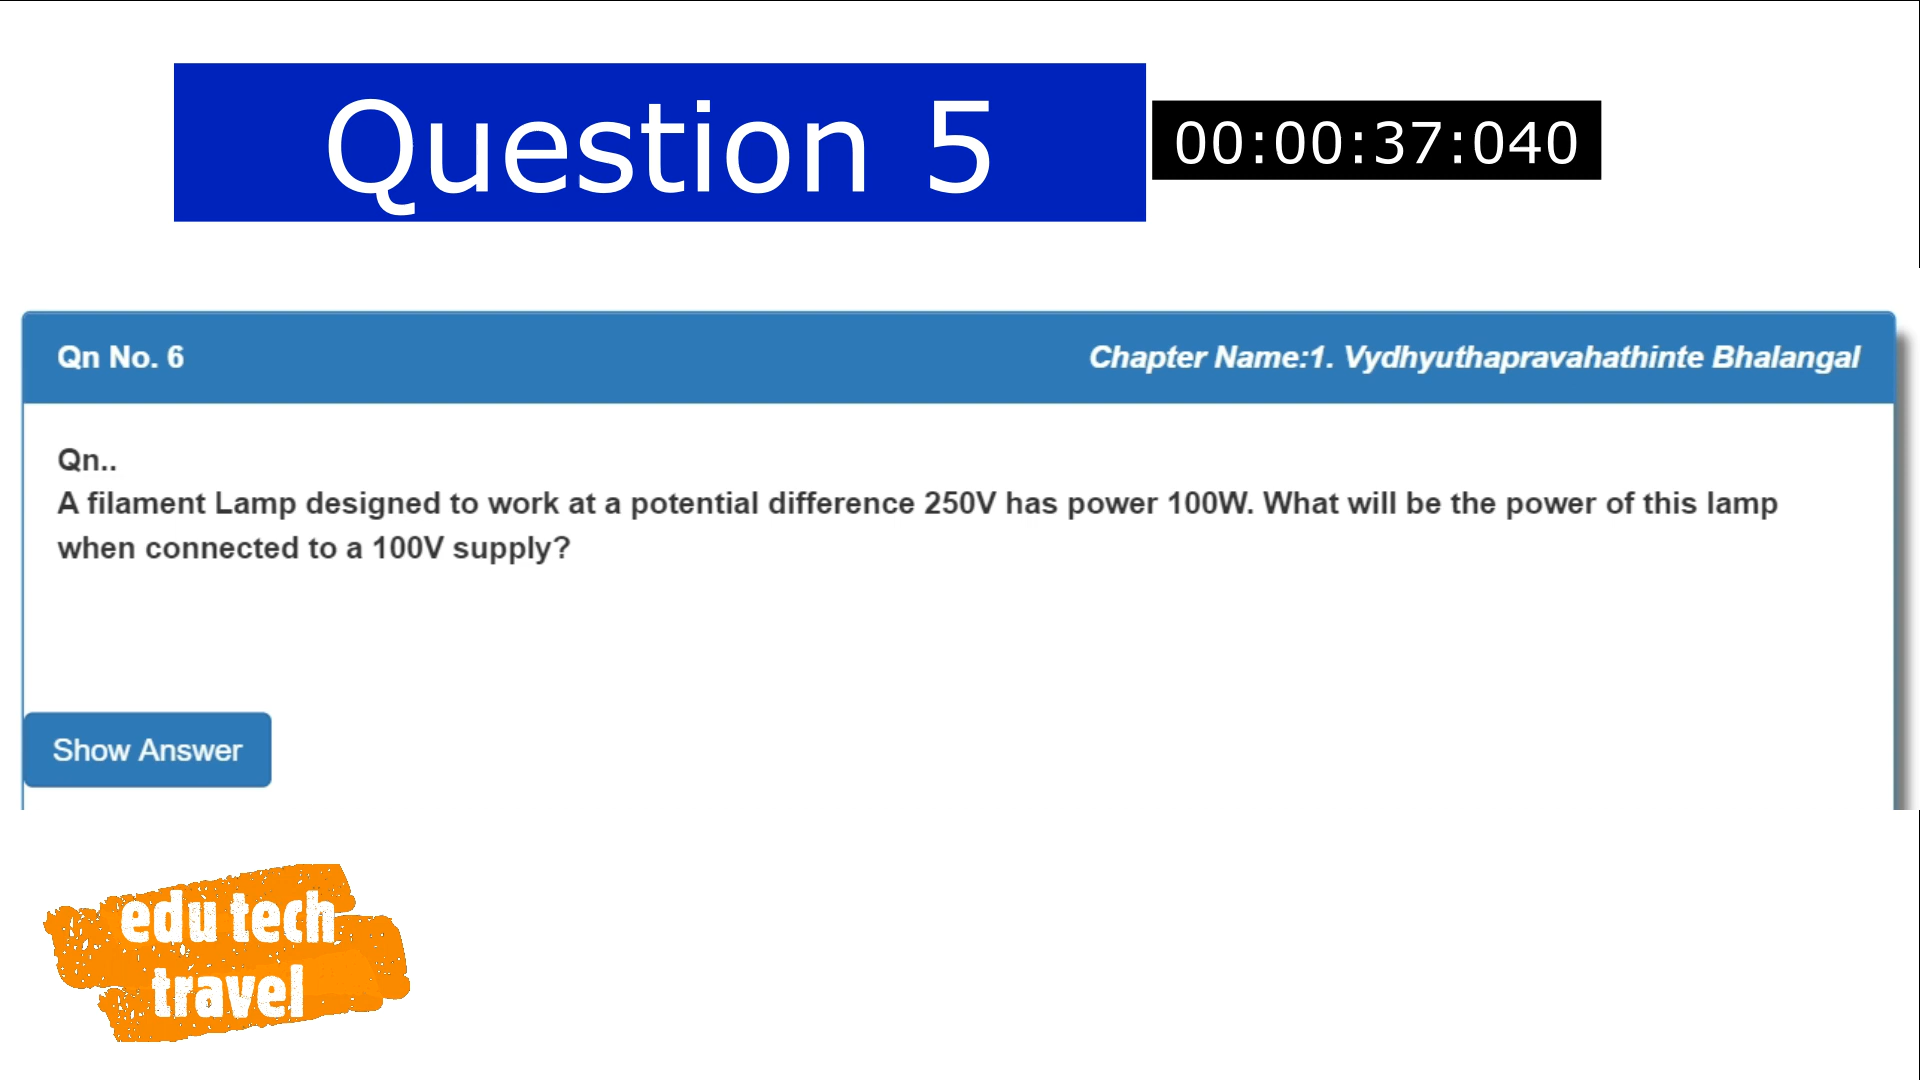 Question 5
00:00:37:040
Qn No. 6
Chapter Name:1. Vydhyuthapravahathinte Bhalangal
Qn..
A filament Lamp designed to work at a potential difference 250V has power 100W. What will be the power of this lamp
when connected to a 100V supply?
Show Answer
edu tech
travel